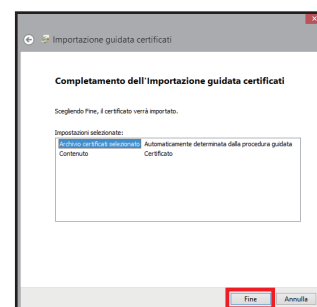 Importazione guidata certificati
Completamento dell'Importazione guidata certificati
Scegliendo Fine, il certificato verrà importato.
Impostazioni selezionate:
Archivio certificati selezionato Automaticamente determinata dalla procedura guidata
Contenuto Certificato
Fine Annulla